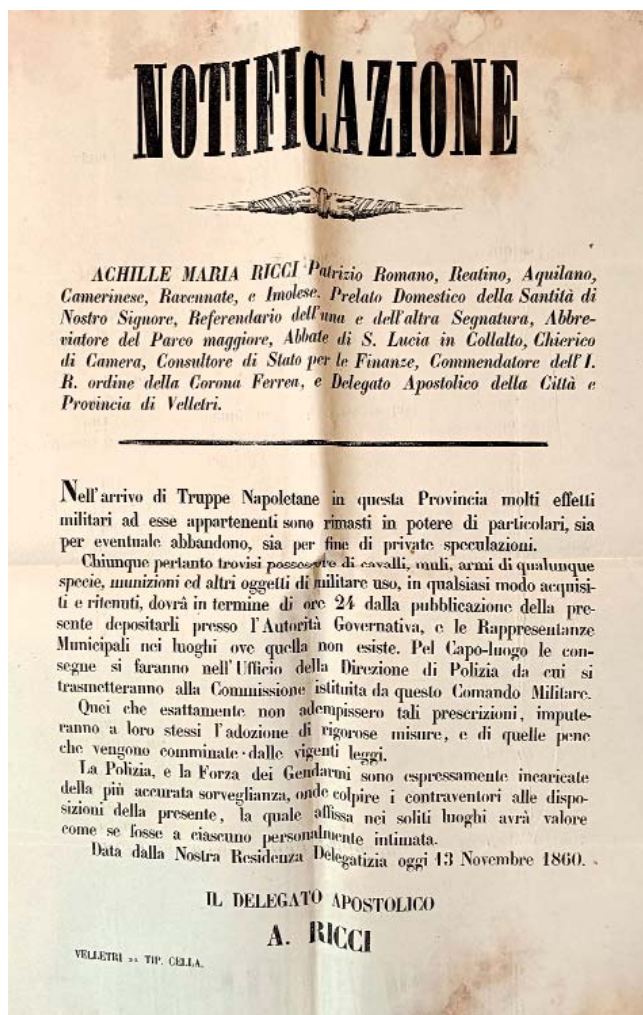 NOTIFICAZIONE
ACHILLE MARIA RICCI Patrizio Romano, Reatino, Aquilano,
Camerinese, Ravennate, e Imolese. Prelato Domestico della Santità di
Nostro Signore, Referendario dell'una e dell'altra Segnatura, Abbre-
viatore del Parco maggiore, Abbate di S. Lucia in Collalto, Chierico
di Camera, Consultore di Stato per le Finanze, Commendatore dell'I.
R. ordine della Corona Ferrea, e Delegato Apostolico della Città e
Provincia di Velletri.
Nell'arrivo di Truppe Napoletane in questa Provincia molti effetti
militari ad esse appartenenti sono rimasti in potere di particolari, sia
per eventuale abbandono, sia per fine di private speculazioni.
Chiunque pertanto trovisi possessore di cavalli, muli, armi di qualunque
specie, munizioni ed altri oggetti di militare uso, in qualsiasi modo acquisi-
ti e ritenuti, dovrà in termine di ore 24 dalla pubblicazione della pre-
sente depositarli presso l'Autorità Governativa, e le Rappresentanze
Municipali nei luoghi ove quella non esiste. Pel Capo-luogo le con-
segne si faranno nell'Ufficio della Direzione di Polizia da cui si
trasmetteranno alla Commissione istituita da questo Comando Militare.
Quei che esattamente non adempissero tali prescrizioni, impute-
ranno a loro stessi l'adozione di rigorose misure, e di quelle pene
che vengono comminate dalle vigenti leggi.
La Polizia, e la Forza dei Gendarmi sono espressamente incaricate
della più accurata sorveglianza, onde colpire i contraventori alle dispo-
sizioni della presente, la quale affissa nei soliti luoghi avrà valore
come se fosse a ciascuno personalmente intimata.
Data dalla Nostra Residenza Delegatizia oggi 13 Novembre 1860.
IL DELEGATO APOSTOLICO
A. RICCI
VELLETRI TIP. CELLA.